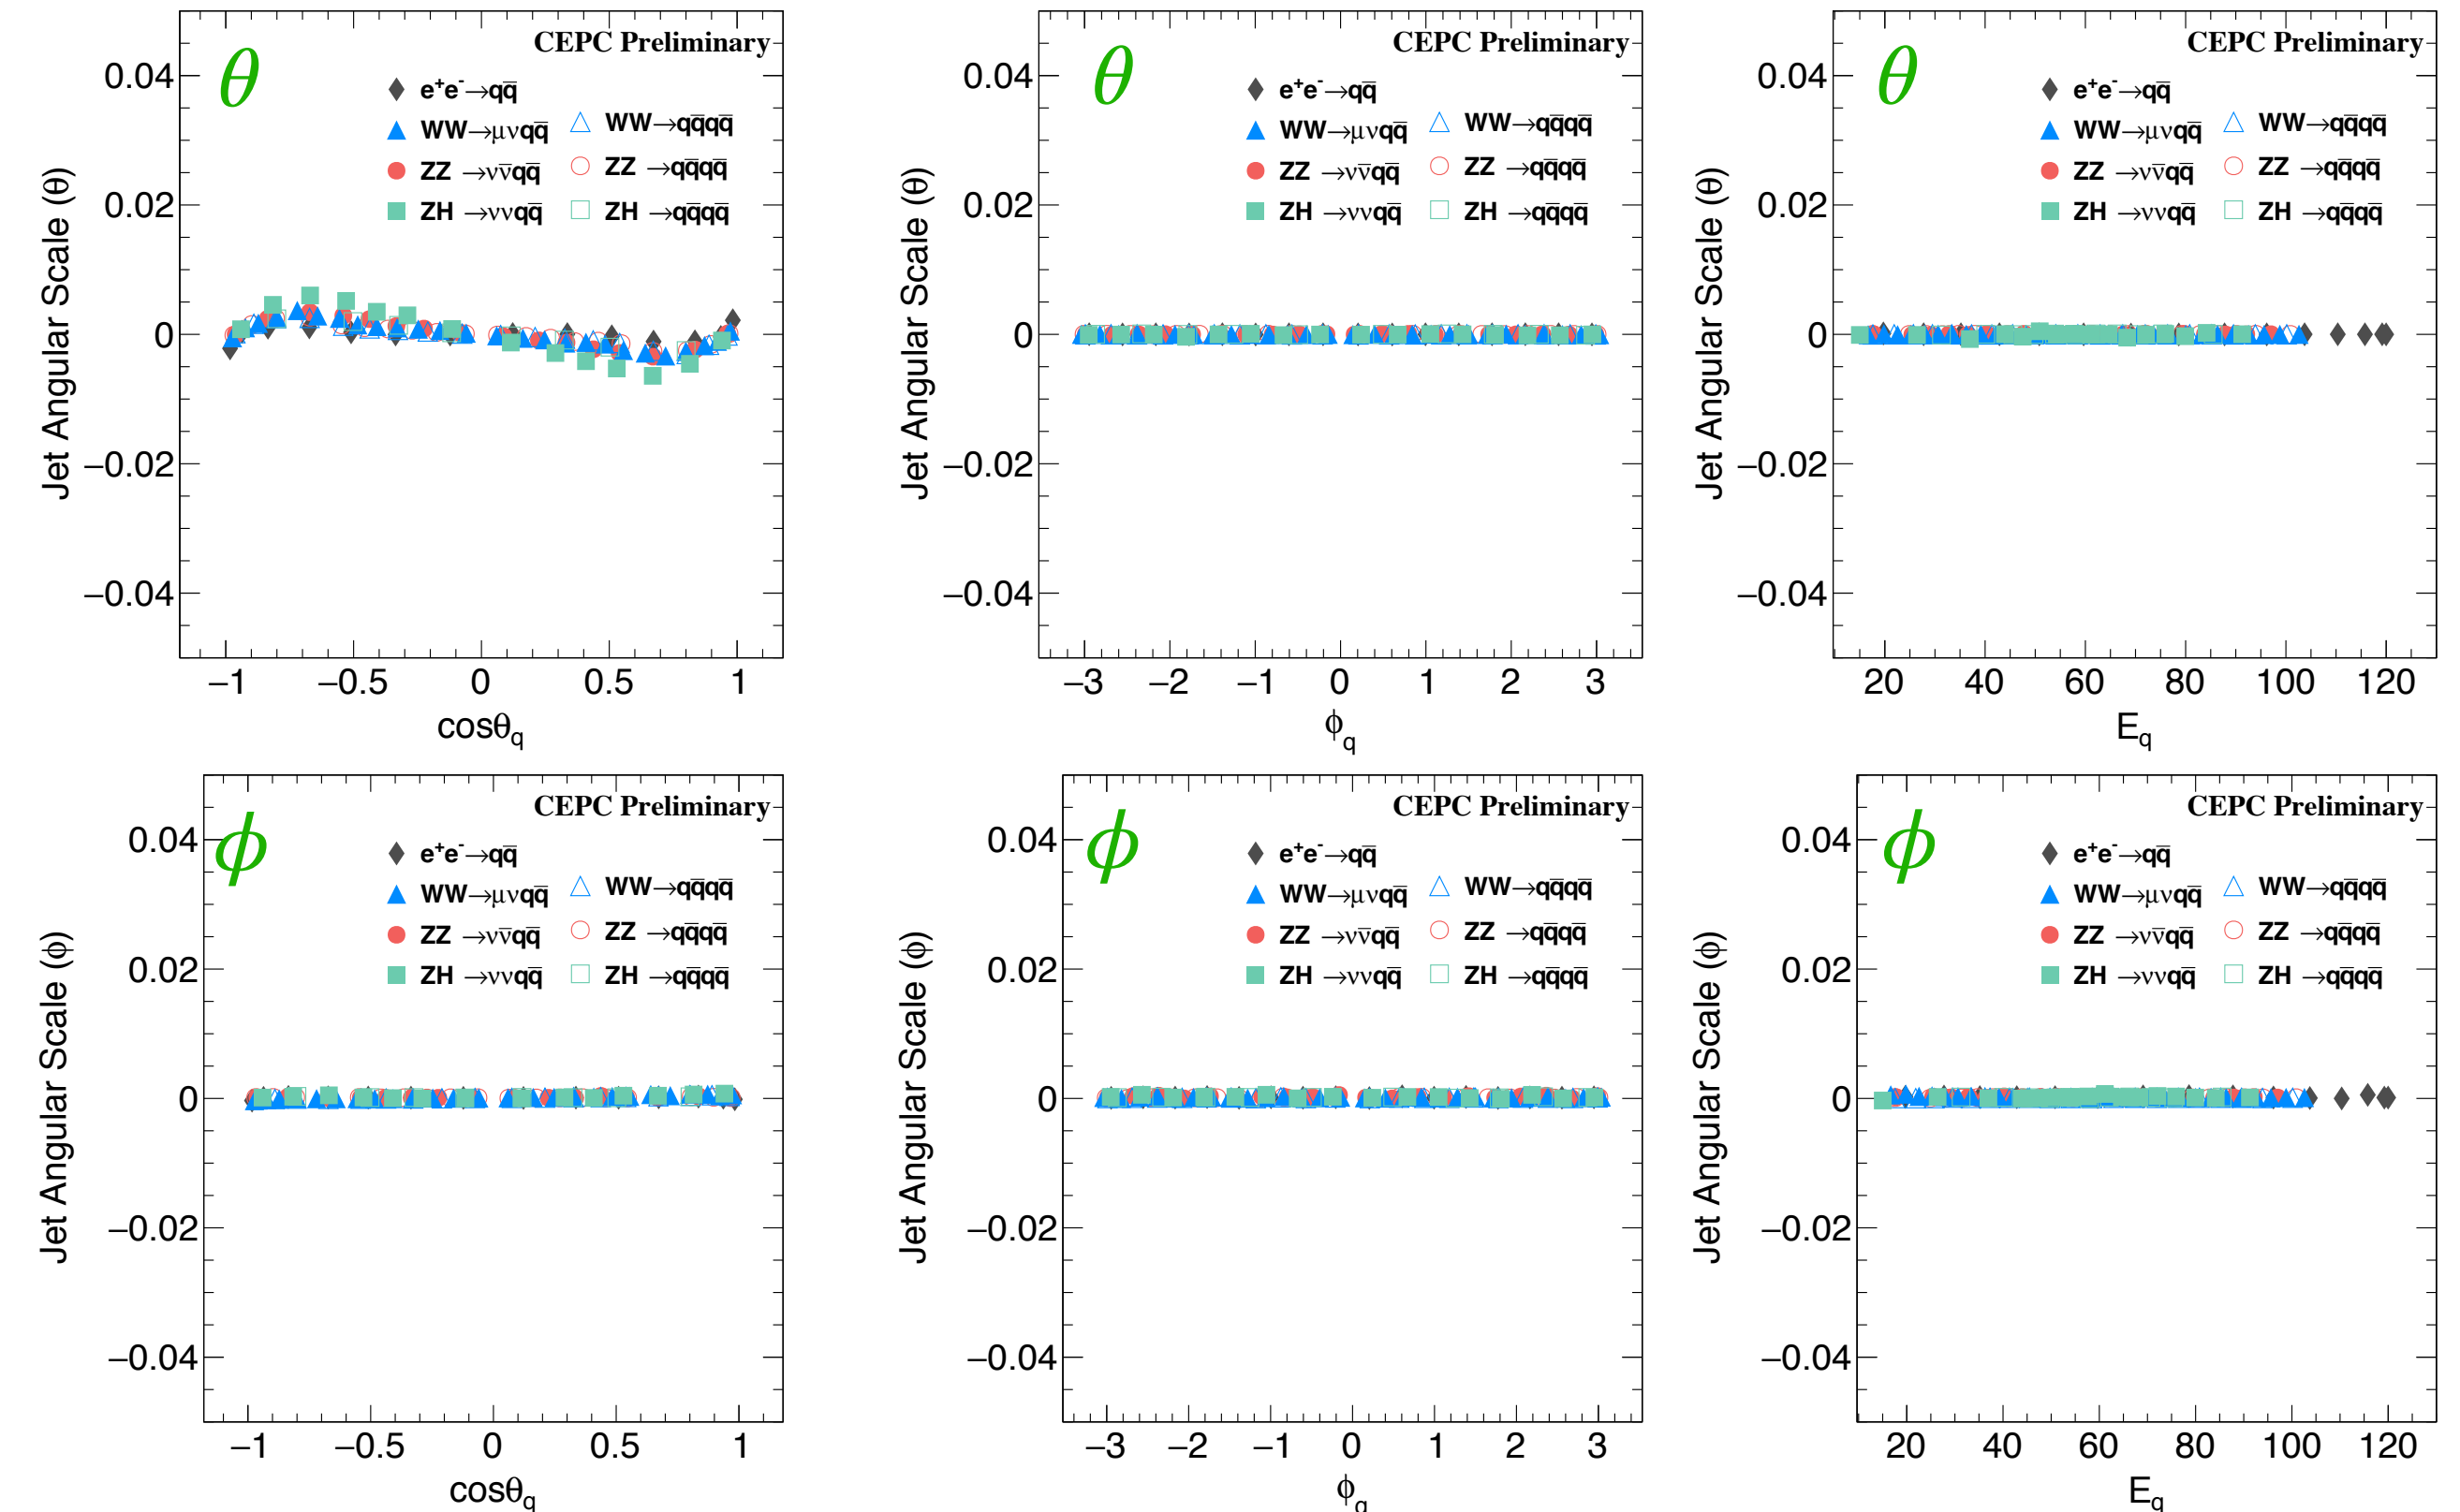 CEPC Preliminary
θ
e⁺e⁻→qq̅
WW→μνqq̅
WW→qq̅qq̅
ZZ →νν̅qq̅
ZZ →qq̅qq̅
ZH →ννqq̅
ZH →qq̅qq̅
Jet Angular Scale (θ)
0.04
0.02
0
−0.02
−0.04
−1 −0.5 0 0.5 1
cosθq
CEPC Preliminary
θ
e⁺e⁻→qq̅
WW→μνqq̅
WW→qq̅qq̅
ZZ →νν̅qq̅
ZZ →qq̅qq̅
ZH →ννqq̅
ZH →qq̅qq̅
Jet Angular Scale (θ)
0.04
0.02
0
−0.02
−0.04
−3 −2 −1 0 1 2 3
ϕq
CEPC Preliminary
θ
e⁺e⁻→qq̅
WW→μνqq̅
WW→qq̅qq̅
ZZ →νν̅qq̅
ZZ →qq̅qq̅
ZH →ννqq̅
ZH →qq̅qq̅
Jet Angular Scale (θ)
0.04
0.02
0
−0.02
−0.04
20 40 60 80 100 120
Eq
CEPC Preliminary
ϕ
e⁺e⁻→qq̅
WW→μνqq̅
WW→qq̅qq̅
ZZ →νν̅qq̅
ZZ →qq̅qq̅
ZH →ννqq̅
ZH →qq̅qq̅
Jet Angular Scale (ϕ)
0.04
0.02
0
−0.02
−0.04
−1 −0.5 0 0.5 1
cosθq
CEPC Preliminary
ϕ
e⁺e⁻→qq̅
WW→μνqq̅
WW→qq̅qq̅
ZZ →νν̅qq̅
ZZ →qq̅qq̅
ZH →ννqq̅
ZH →qq̅qq̅
Jet Angular Scale (ϕ)
0.04
0.02
0
−0.02
−0.04
−3 −2 −1 0 1 2 3
ϕq
CEPC Preliminary
ϕ
e⁺e⁻→qq̅
WW→μνqq̅
WW→qq̅qq̅
ZZ →νν̅qq̅
ZZ →qq̅qq̅
ZH →ννqq̅
ZH →qq̅qq̅
Jet Angular Scale (ϕ)
0.04
0.02
0
−0.02
−0.04
20 40 60 80 100 120
Eq